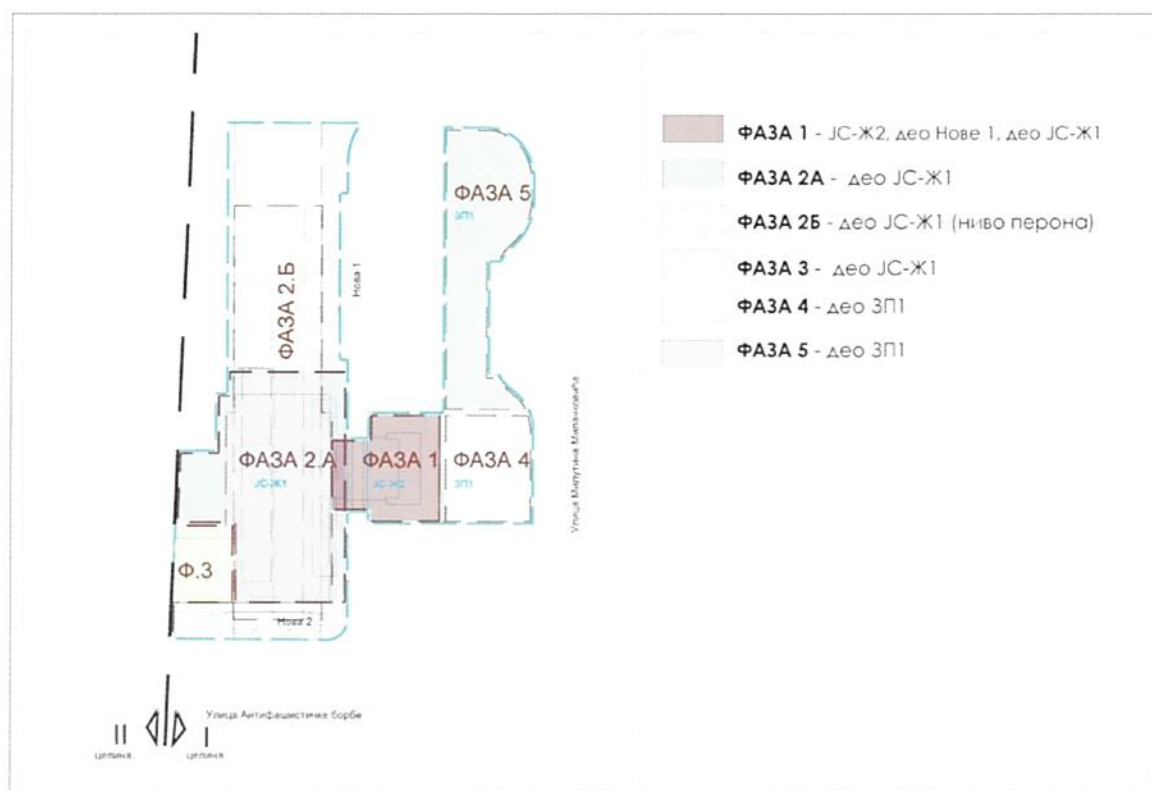 ФАЗА 1 - ЈС-Ж2, део Нове 1, део ЈС-Ж1
ФАЗА 2А - део ЈС-Ж1
ФАЗА 2Б - део ЈС-Ж1 (ниво перона)
ФАЗА 3 - део ЈС-Ж1
ФАЗА 4 - део ЗП1
ФАЗА 5 - део ЗП1
ФАЗА 5
ЗП1
ФАЗА 2.Б
Нова 1
ФАЗА 2.А
ЈС-Ж1
ФАЗА 1
ЈС-Ж2
ФАЗА 4
ЗП1
Улица Милутина Миланковића
Ф.3
Нова 2
Улица Антифашистичке борбе
II
I
целина
целина